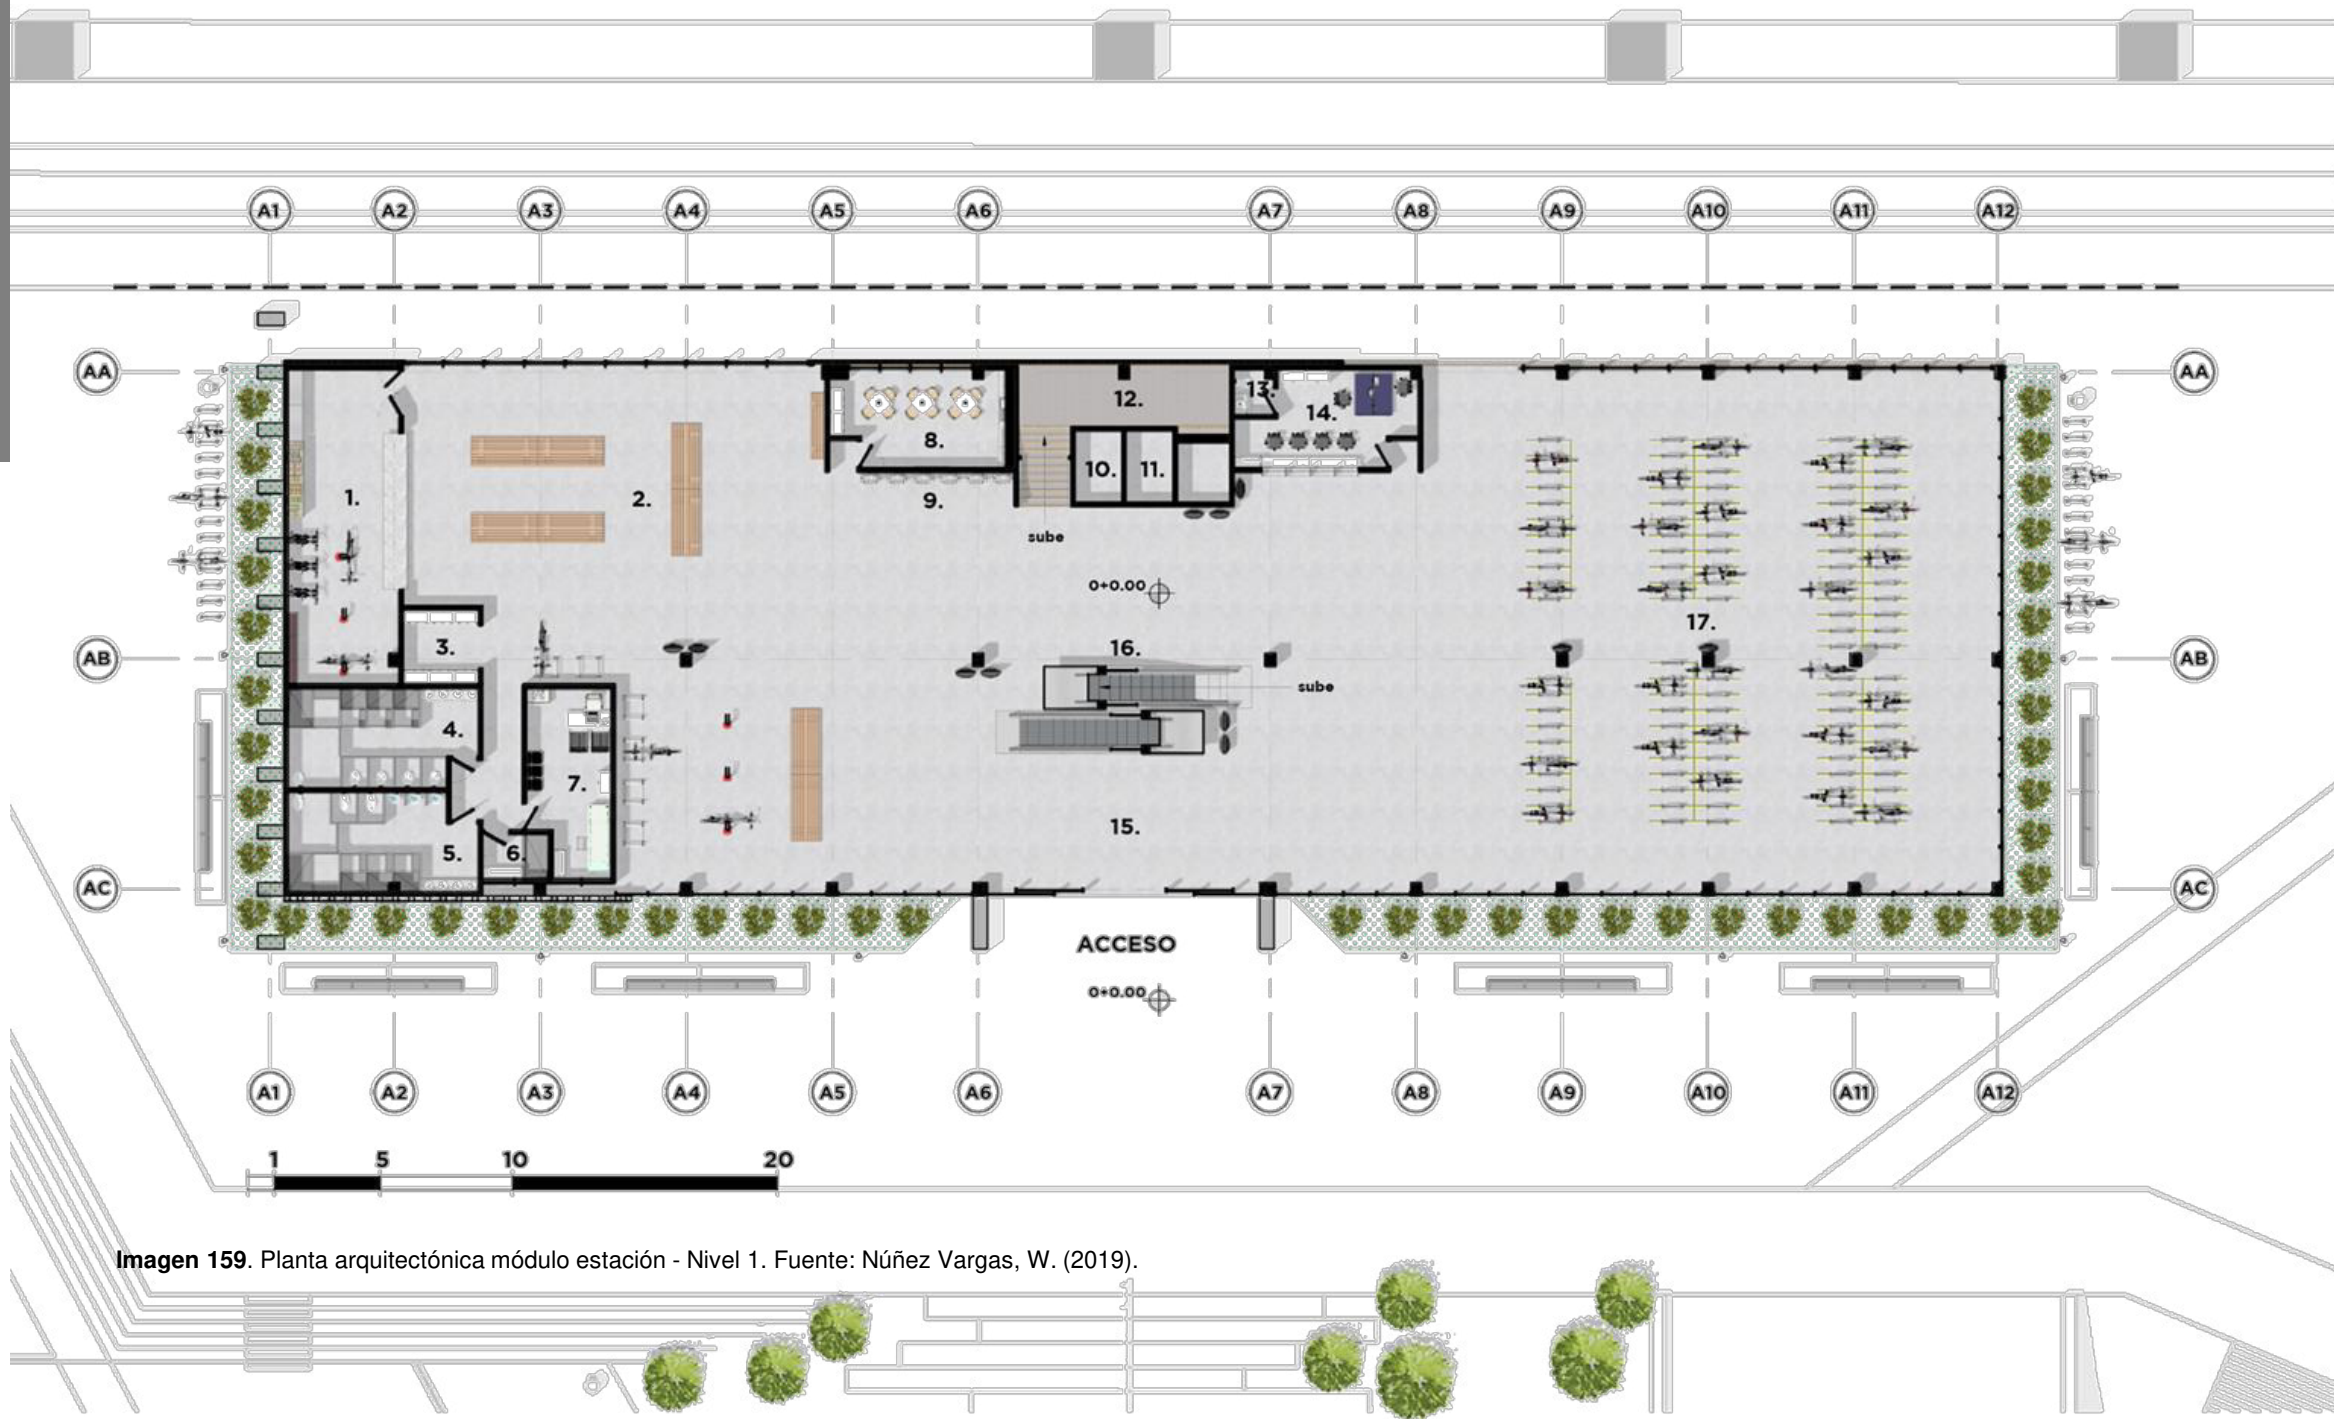 A1 A2 A3 A4 A5 A6 A7 A8 A9 A10 A11 A12
AA AA
12.
13.
14.
8.
10. 11.
1. 2. 9.
sube
0+0.00
17.
3. 16.
AB AB
sube
4.
7.
15.
5. 6.
AC AC
ACCESO
0+0.00
A1 A2 A3 A4 A5 A6 A7 A8 A9 A10 A11 A12
1 5 10 20
Imagen 159. Planta arquitectónica módulo estación - Nivel 1. Fuente: Núñez Vargas, W. (2019).